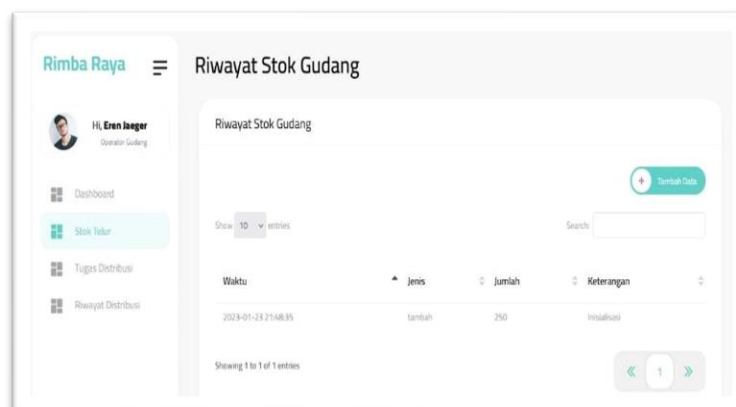 Rimba Raya
Riwayat Stok Gudang
Hi, Eren Jaeger
Operator Gudang
Dashboard
Stok Telur
Tugas Distribusi
Riwayat Distribusi
Riwayat Stok Gudang
+ Tambah Data
Show 10 entries
Search:
Waktu Jenis Jumlah Keterangan
2023-01-23 21:48:35 tambah 250 Inisialisasi
Showing 1 to 1 of 1 entries
« 1 »